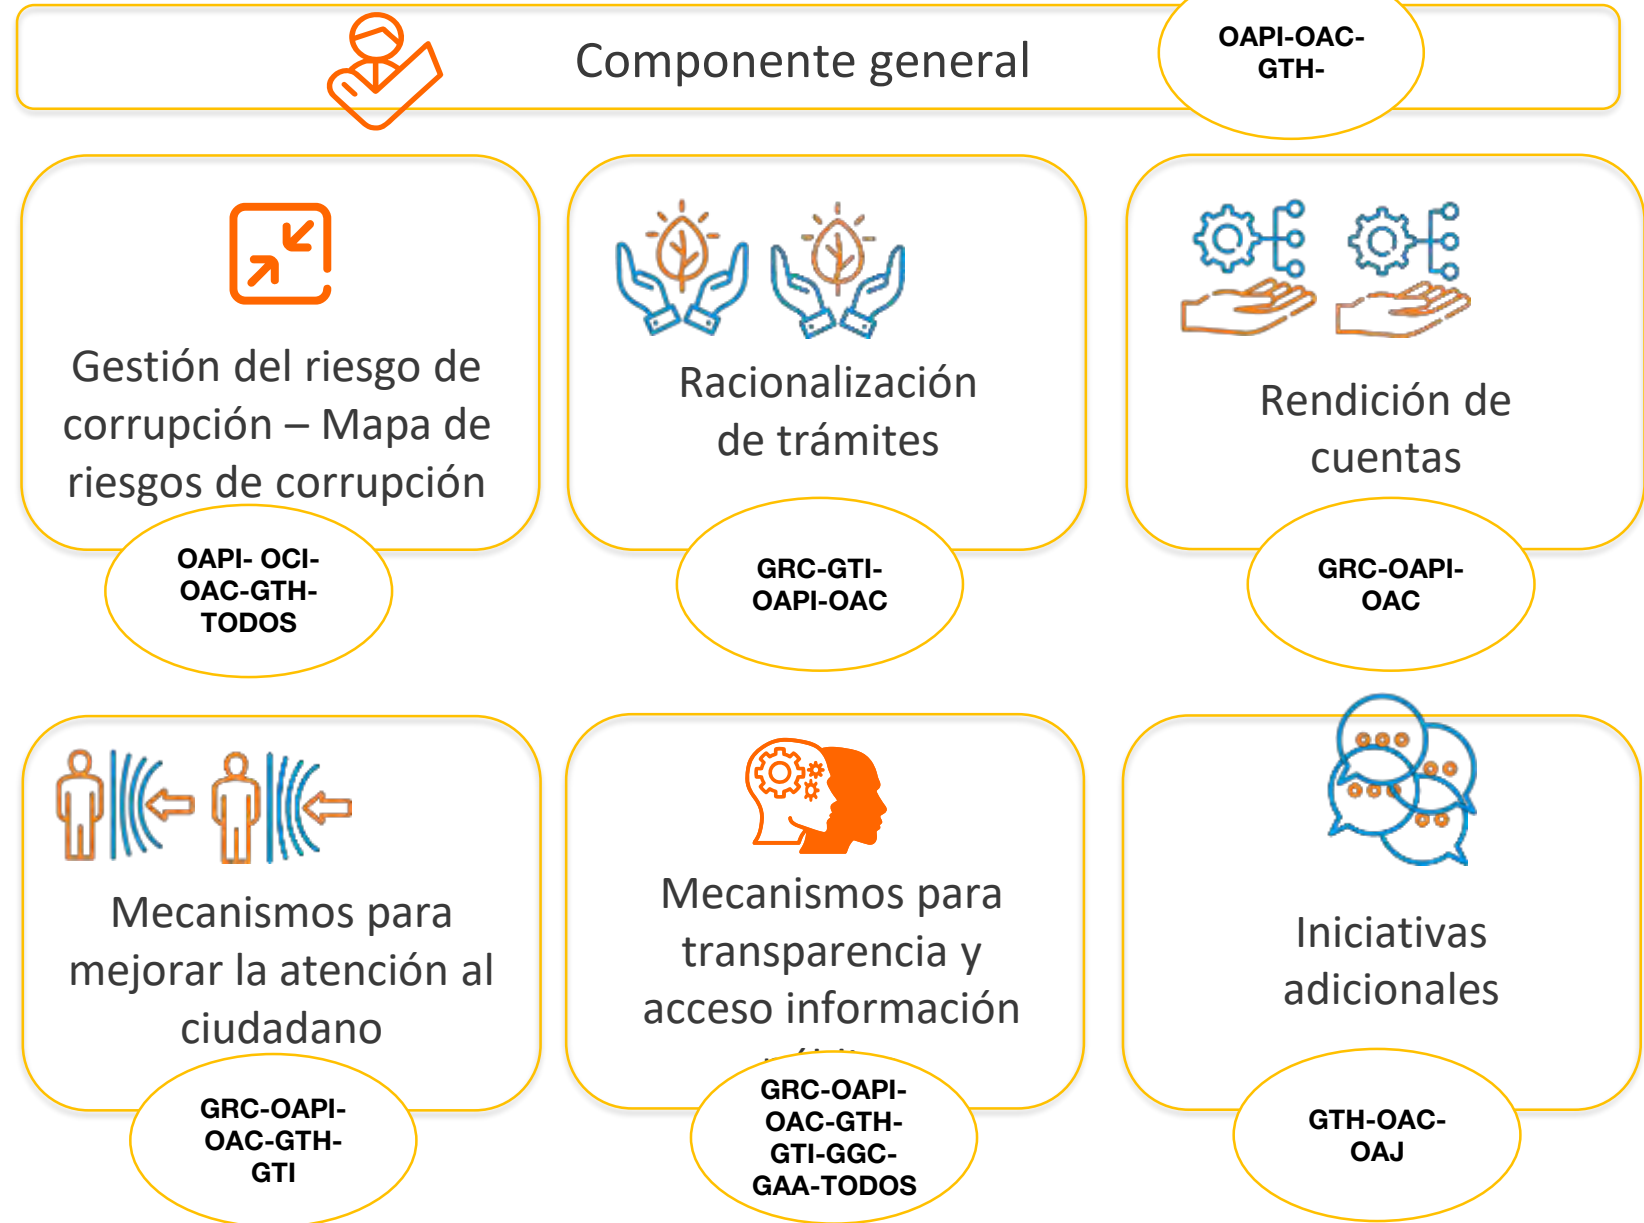 Componente general
OAPI-OAC-
GTH-
Gestión del riesgo de
corrupción – Mapa de
riesgos de corrupción
OAPI- OCI-
OAC-GTH-
TODOS
Racionalización
de trámites
GRC-GTI-
OAPI-OAC
Rendición de
cuentas
GRC-OAPI-
OAC
Mecanismos para
mejorar la atención al
ciudadano
GRC-OAPI-
OAC-GTH-
GTI
Mecanismos para
transparencia y
acceso información
GRC-OAPI-
OAC-GTH-
GTI-GGC-
GAA-TODOS
Iniciativas
adicionales
GTH-OAC-
OAJ